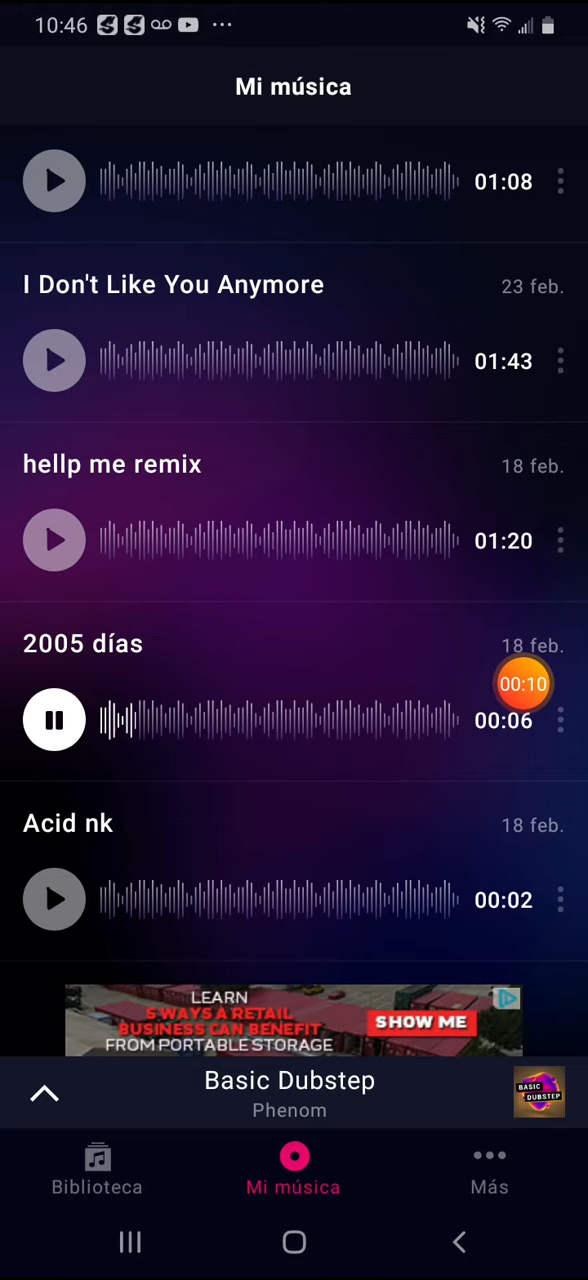 10:46
Mi música
01:08
I Don't Like You Anymore 23 feb.
01:43
hellp me remix 18 feb.
01:20
2005 días 18 feb.
00:10
00:06
Acid nk 18 feb.
00:02
LEARN
5 WAYS A RETAIL
BUSINESS CAN BENEFIT
FROM PORTABLE STORAGE
SHOW ME
Basic Dubstep
Phenom
BASIC
DUBSTEP
Biblioteca Mi música Más